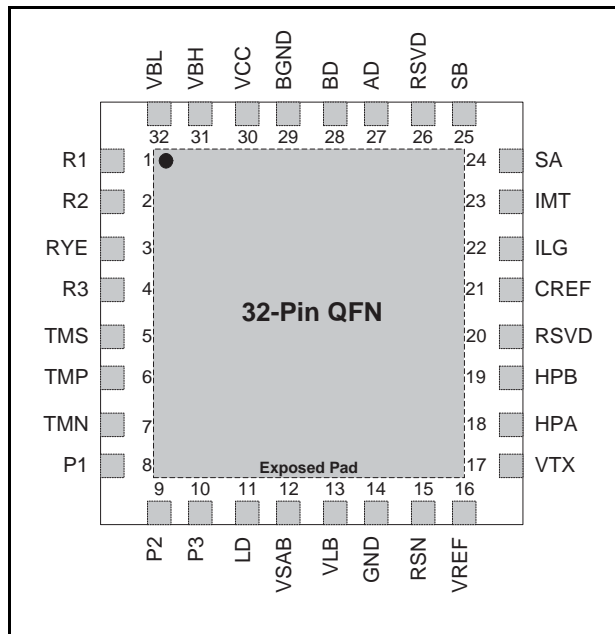 VBL VBH VCC BGND BD AD RSVD SB
32 31 30 29 28 27 26 25
R1 1 24 SA
R2 2 23 IMT
RYE 3 22 ILG
R3 4 21 CREF
32-Pin QFN
TMS 5 20 RSVD
TMP 6 19 HPB
TMN 7 18 HPA
P1 8 17 VTX
Exposed Pad
9 10 11 12 13 14 15 16
P2 P3 LD VSAB VLB GND RSN VREF